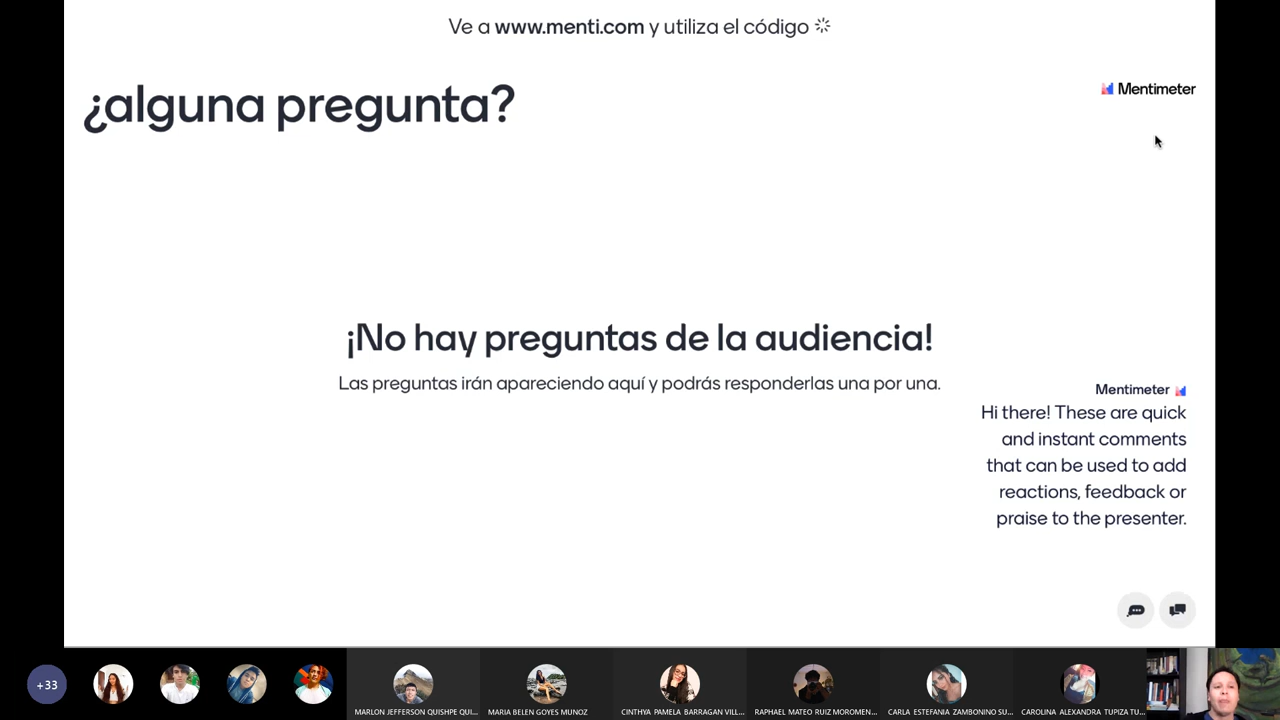 Ve a www.menti.com y utiliza el código
¿alguna pregunta?
Mentimeter
¡No hay preguntas de la audiencia!
Las preguntas irán apareciendo aquí y podrás responderlas una por una.
Mentimeter
Hi there! These are quick
and instant comments
that can be used to add
reactions, feedback or
praise to the presenter.
+33
MARLON JEFFERSON QUISHPE QUI...
MARIA BELEN GOYES MUNOZ
CINTHYA PAMELA BARRAGAN VILL...
RAPHAEL MATEO RUIZ MOROMEN...
CARLA ESTEFANIA ZAMBONINO SU...
CAROLINA ALEXANDRA TUPIZA TU...